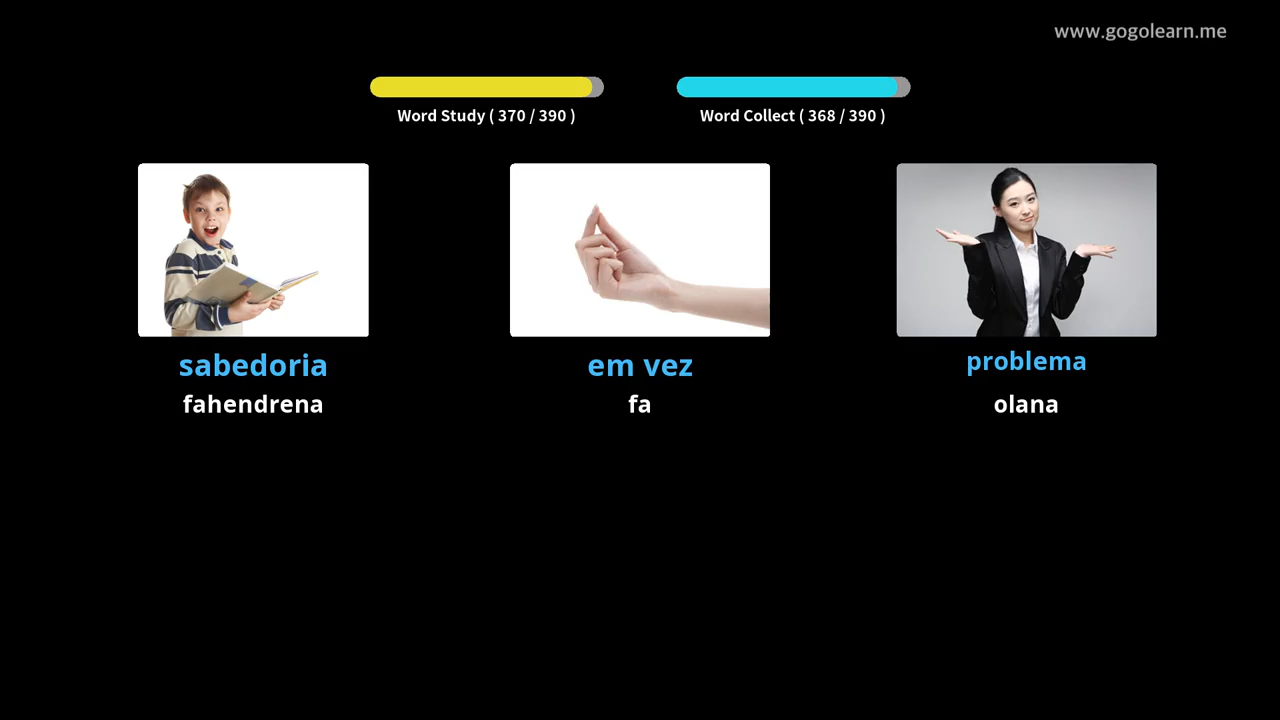 www.gogolearn.me
Word Study ( 370 / 390 )
Word Collect ( 368 / 390 )
sabedoria
fahendrena
em vez
fa
problema
olana